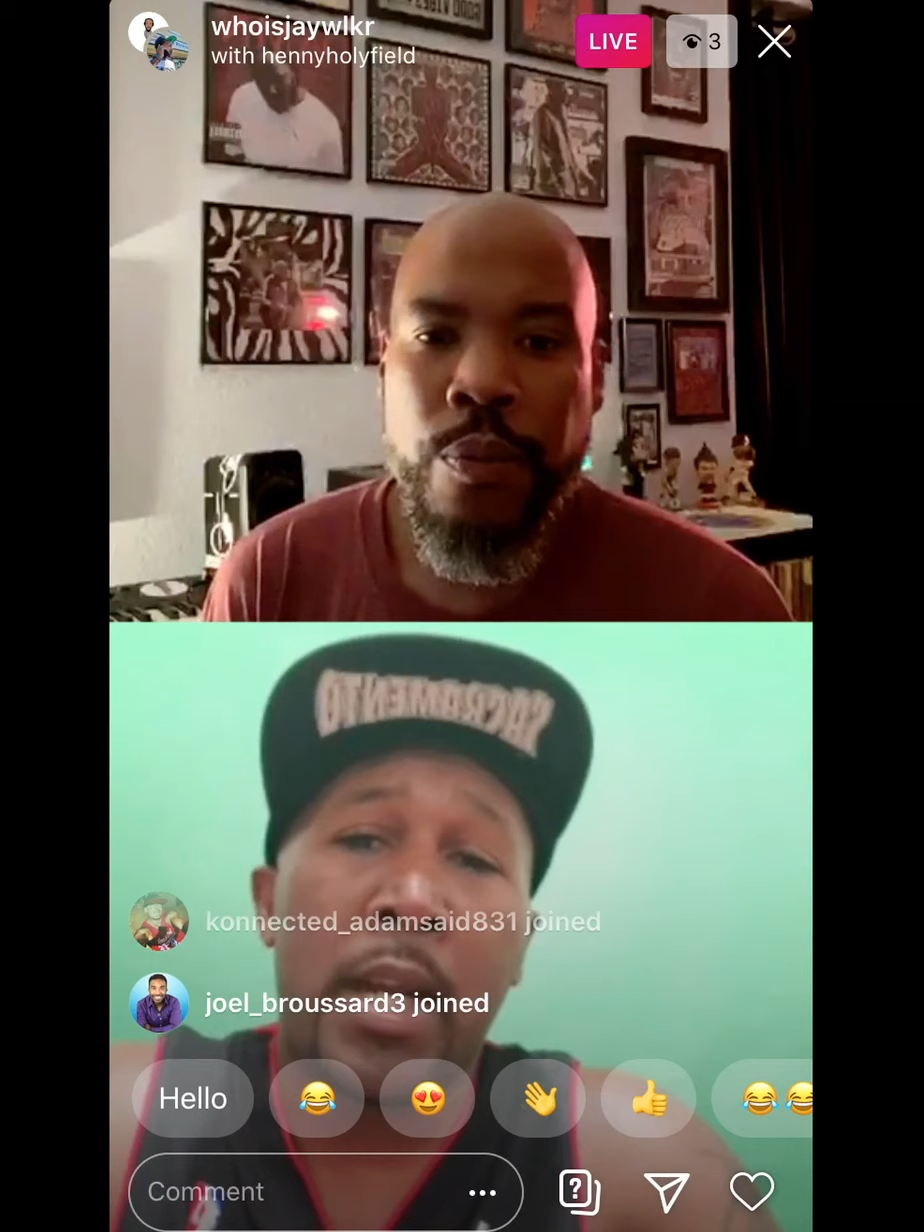 whoisjaywlkr
with hennyholyfield
LIVE
3
SACRAMENTO
konnected_adamsaid831 joined
joel_broussard3 joined
Hello
Comment